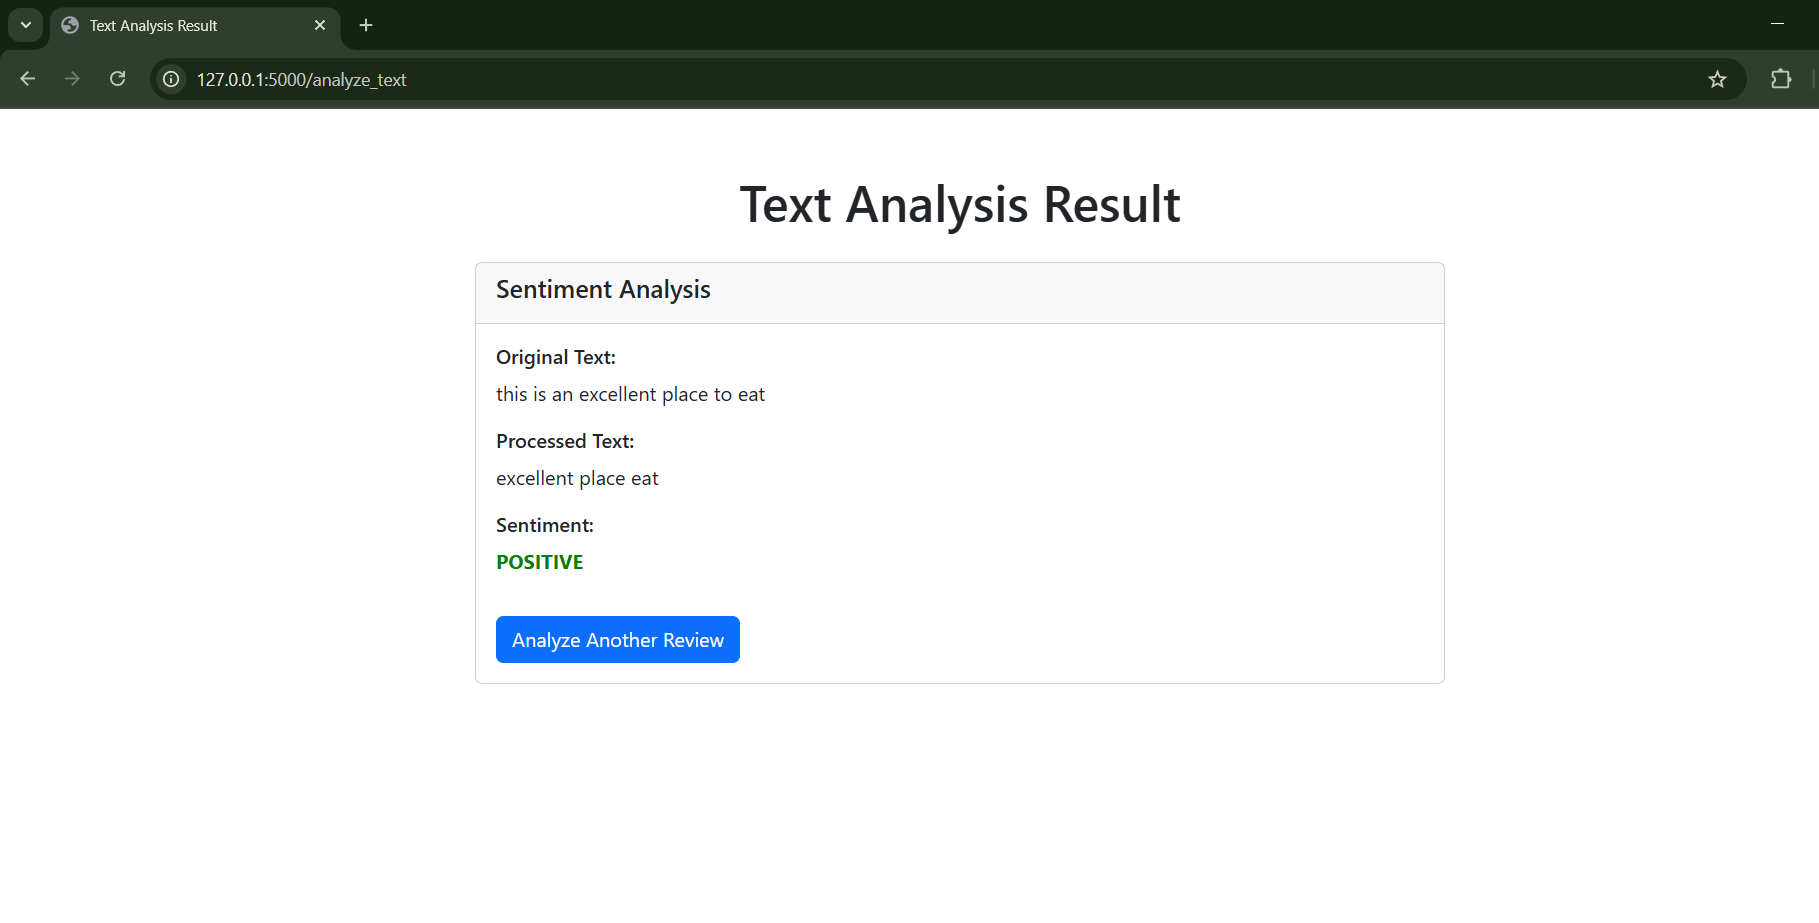 Text Analysis Result
127.0.0.1:5000/analyze_text
Text Analysis Result
Sentiment Analysis
Original Text:
this is an excellent place to eat
Processed Text:
excellent place eat
Sentiment:
POSITIVE
Analyze Another Review